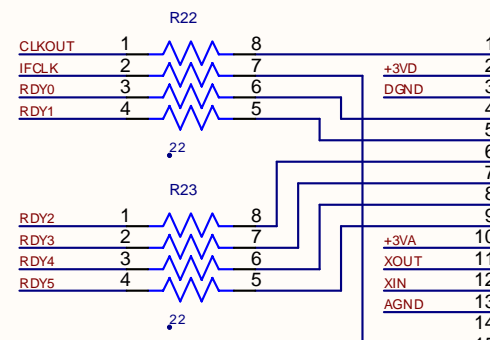 R22
CLKOUT 1 8 1
IFCLK 2 7 +3VD 2
RDY0 3 6 DGND 3
RDY1 4 5 4
5
22 6
R23 7
8
RDY2 1 8 9
RDY3 2 7 +3VA 10
RDY4 3 6 XOUT 11
RDY5 4 5 XIN 12
AGND 13
22 14